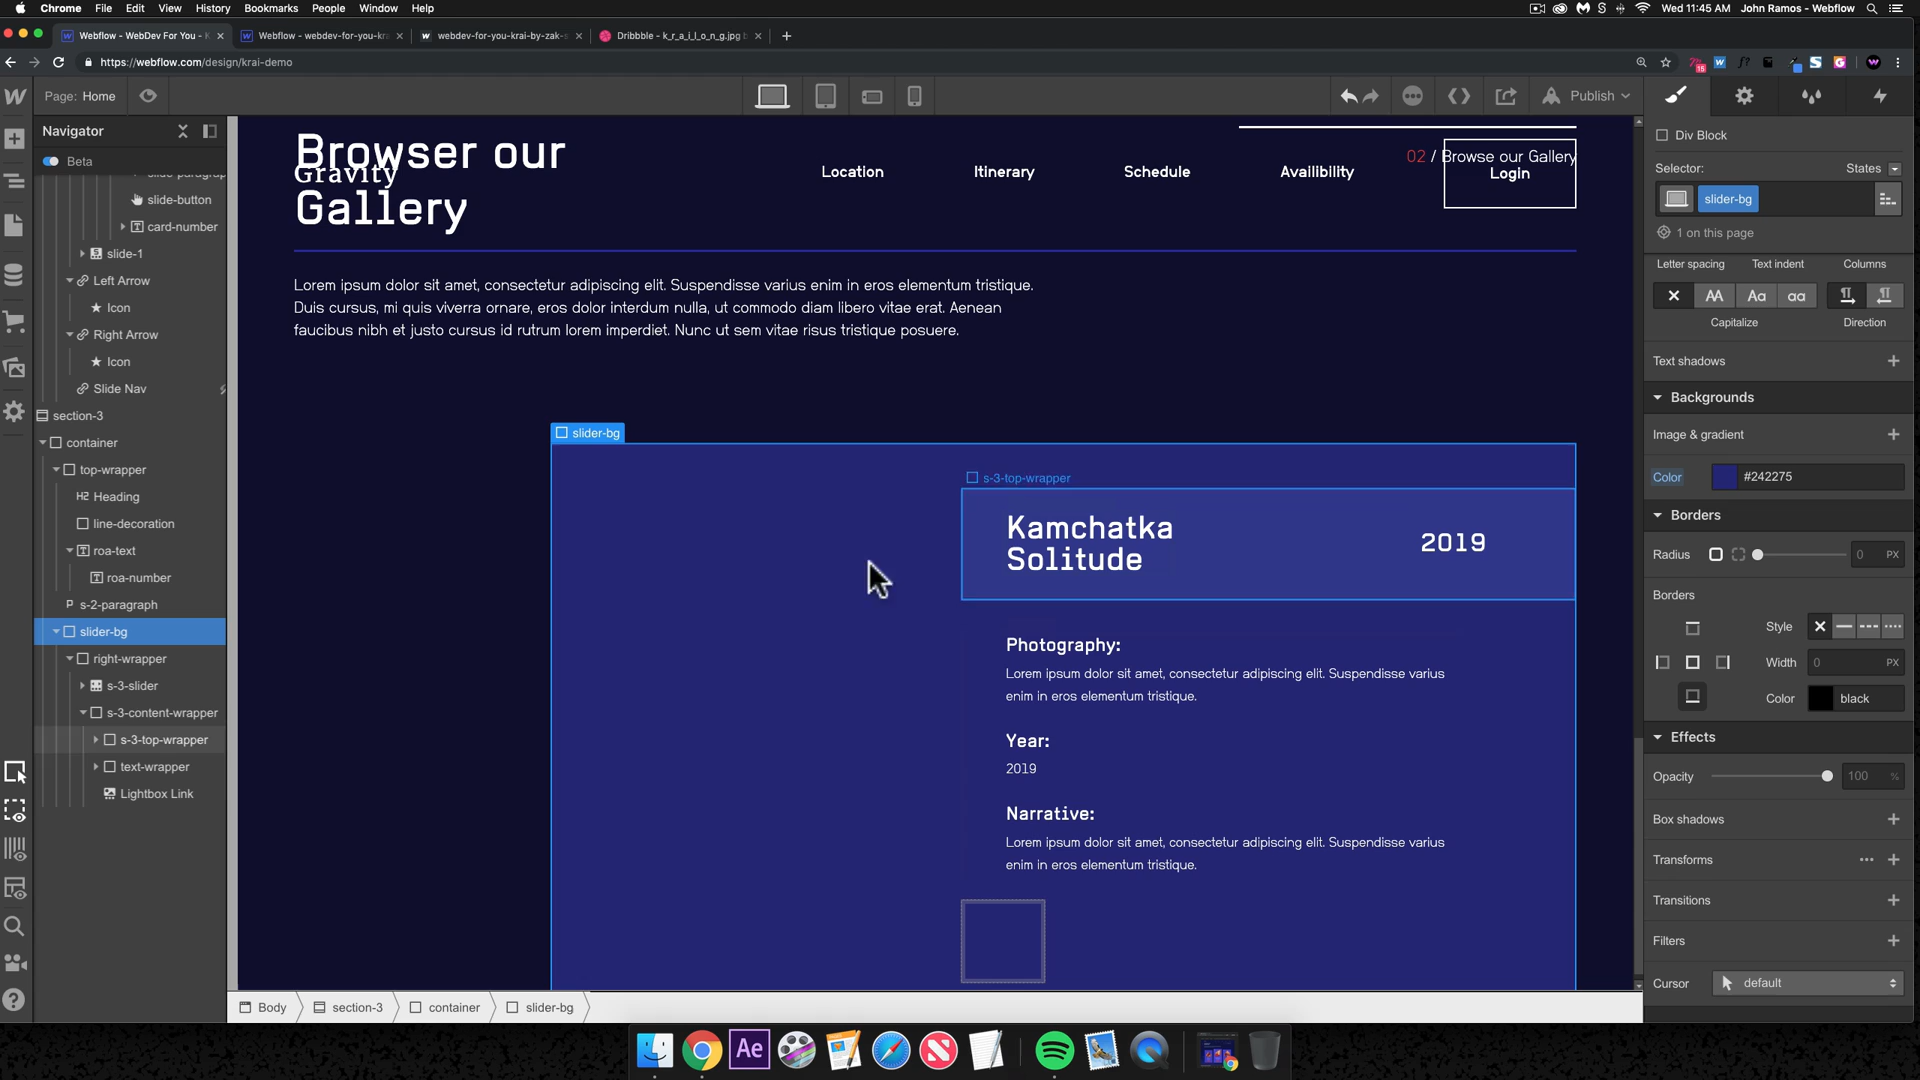 Chrome File Edit View History Bookmarks People Window Help
Wed 11:45 AM John Ramos - Webflow
Webflow - WebDev For You - K
Webflow - webdev-for-you-krai
webdev-for-you-krai-by-zak-s
Dribbble - k_r_a_i_l_o_n_g.jpg b
https://webflow.com/design/krai-demo
Page: Home
Publish
Navigator
Beta
slide-paragraph
slide-button
card-number
slide-1
Left Arrow
Icon
Right Arrow
Icon
Slide Nav
section-3
container
top-wrapper
H2 Heading
line-decoration
roa-text
roa-number
P s-2-paragraph
slider-bg
right-wrapper
s-3-slider
s-3-content-wrapper
s-3-top-wrapper
text-wrapper
Lightbox Link
Browser our
Gallery
Gravity
Location
Itinerary
Schedule
Availibility
02 / Browse our Gallery
Login
Lorem ipsum dolor sit amet, consectetur adipiscing elit. Suspendisse varius enim in eros elementum tristique.
Duis cursus, mi quis viverra ornare, eros dolor interdum nulla, ut commodo diam libero vitae erat. Aenean
faucibus nibh et justo cursus id rutrum lorem imperdiet. Nunc ut sem vitae risus tristique posuere.
slider-bg
s-3-top-wrapper
Kamchatka
Solitude
2019
Photography:
Lorem ipsum dolor sit amet, consectetur adipiscing elit. Suspendisse varius
enim in eros elementum tristique.
Year:
2019
Narrative:
Lorem ipsum dolor sit amet, consectetur adipiscing elit. Suspendisse varius
enim in eros elementum tristique.
Body
section-3
container
slider-bg
Div Block
Selector: States
slider-bg
1 on this page
Letter spacing Text indent Columns
AA Aa aa
Capitalize Direction
Text shadows
Backgrounds
Image & gradient
Color #242275
Borders
Radius 0 PX
Borders
Style
Width 0 PX
Color black
Effects
Opacity 100 %
Box shadows
Transforms
Transitions
Filters
Cursor default
Ae